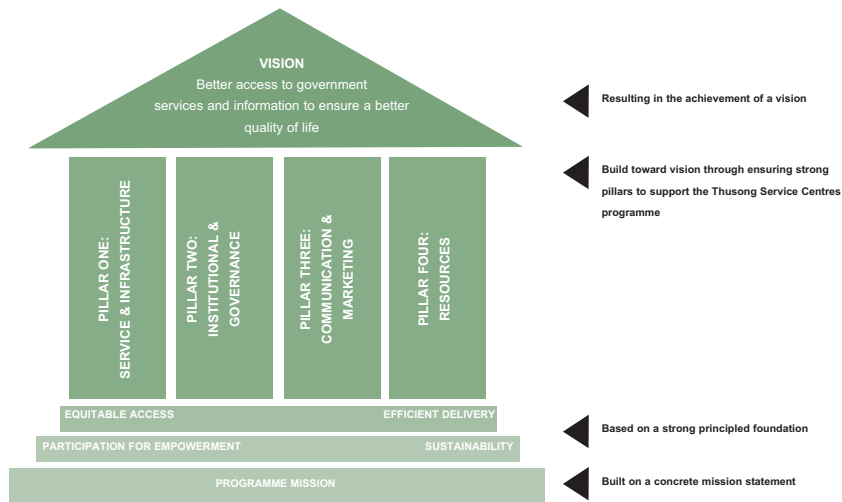 VISION
Better access to government
services and information to ensure a better
quality of life
Resulting in the achievement of a vision
Build toward vision through ensuring strong
pillars to support the Thusong Service Centres
programme
PILLAR ONE:
SERVICE & INFRASTRUCTURE
PILLAR TWO:
INSTITUTIONAL &
GOVERNANCE
PILLAR THREE:
COMMUNICATION &
MARKETING
PILLAR FOUR:
RESOURCES
EQUITABLE ACCESS
EFFICIENT DELIVERY
Based on a strong principled foundation
PARTICIPATION FOR EMPOWERMENT
SUSTAINABILITY
PROGRAMME MISSION
Built on a concrete mission statement